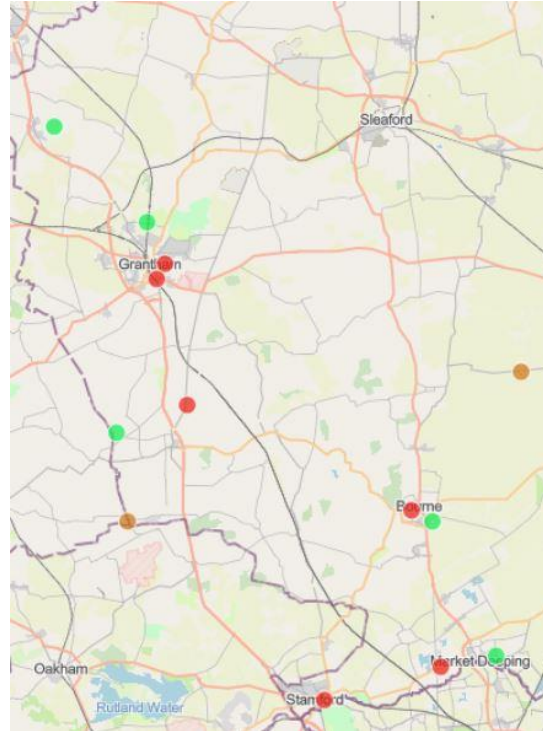 Sleaford
Grantham
Bourne
Oakham
Market Deeping
Stamford
Rutland Water